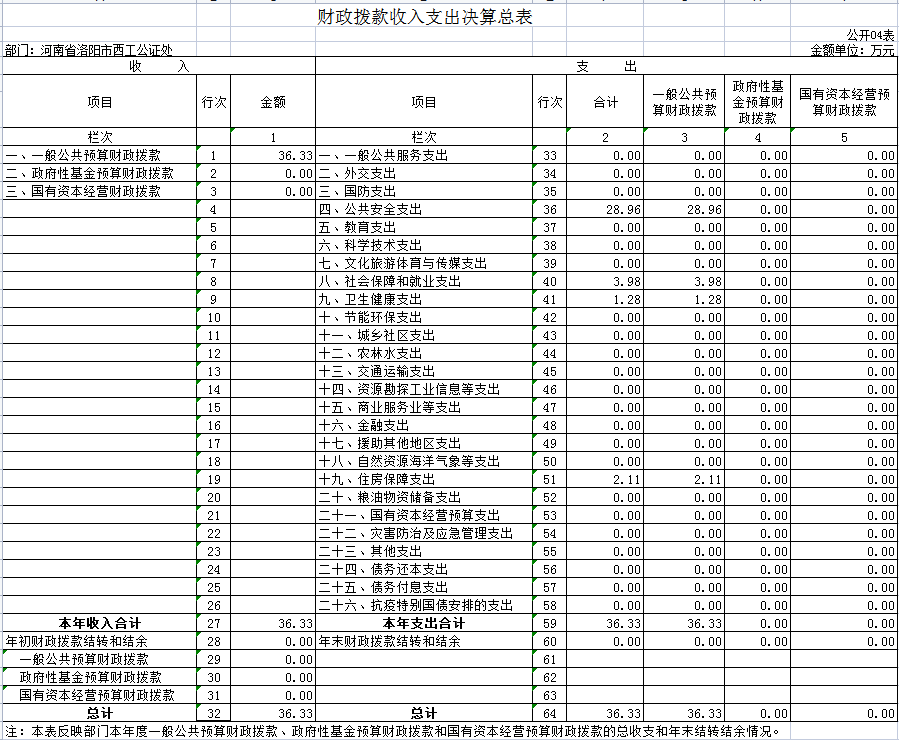 财政拨款收入支出决算总表
公开04表
部门：河南省洛阳市西工公证处 金额单位：万元
收 入 支 出
项目 行次 金额 项目 行次 合计 一般公共预算财政拨款 政府性基金预算财政拨款 国有资本经营预算财政拨款
栏次 1 栏次 2 3 4 5
一、一般公共预算财政拨款 1 36.33 一、一般公共服务支出 33 0.00 0.00 0.00 0.00
二、政府性基金预算财政拨款 2 0.00 二、外交支出 34 0.00 0.00 0.00 0.00
三、国有资本经营财政拨款 3 0.00 三、国防支出 35 0.00 0.00 0.00 0.00
4 四、公共安全支出 36 28.96 28.96 0.00 0.00
5 五、教育支出 37 0.00 0.00 0.00 0.00
6 六、科学技术支出 38 0.00 0.00 0.00 0.00
7 七、文化旅游体育与传媒支出 39 0.00 0.00 0.00 0.00
8 八、社会保障和就业支出 40 3.98 3.98 0.00 0.00
9 九、卫生健康支出 41 1.28 1.28 0.00 0.00
10 十、节能环保支出 42 0.00 0.00 0.00 0.00
11 十一、城乡社区支出 43 0.00 0.00 0.00 0.00
12 十二、农林水支出 44 0.00 0.00 0.00 0.00
13 十三、交通运输支出 45 0.00 0.00 0.00 0.00
14 十四、资源勘探工业信息等支出 46 0.00 0.00 0.00 0.00
15 十五、商业服务业等支出 47 0.00 0.00 0.00 0.00
16 十六、金融支出 48 0.00 0.00 0.00 0.00
17 十七、援助其他地区支出 49 0.00 0.00 0.00 0.00
18 十八、自然资源海洋气象等支出 50 0.00 0.00 0.00 0.00
19 十九、住房保障支出 51 2.11 2.11 0.00 0.00
20 二十、粮油物资储备支出 52 0.00 0.00 0.00 0.00
21 二十一、国有资本经营预算支出 53 0.00 0.00 0.00 0.00
22 二十二、灾害防治及应急管理支出 54 0.00 0.00 0.00 0.00
23 二十三、其他支出 55 0.00 0.00 0.00 0.00
24 二十四、债务还本支出 56 0.00 0.00 0.00 0.00
25 二十五、债务付息支出 57 0.00 0.00 0.00 0.00
26 二十六、抗疫特别国债安排的支出 58 0.00 0.00 0.00 0.00
本年收入合计 27 36.33 本年支出合计 59 36.33 36.33 0.00 0.00
年初财政拨款结转和结余 28 0.00 年末财政拨款结转和结余 60 0.00 0.00 0.00 0.00
一般公共预算财政拨款 29 0.00 61
政府性基金预算财政拨款 30 0.00 62
国有资本经营预算财政拨款 31 0.00 63
总计 32 36.33 总计 64 36.33 36.33 0.00 0.00
注：本表反映部门本年度一般公共预算财政拨款、政府性基金预算财政拨款和国有资本经营预算财政拨款的总收支和年末结转结余情况。